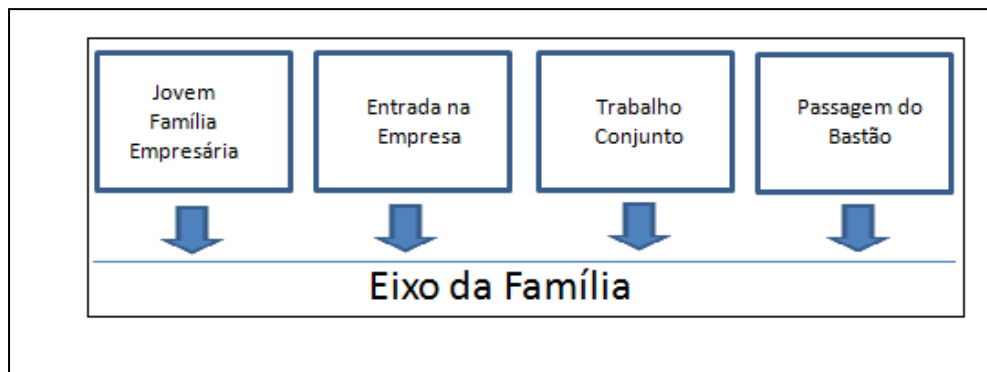 Jovem
Família
Empresária
Entrada na
Empresa
Trabalho
Conjunto
Passagem do
Bastão
Eixo da Família